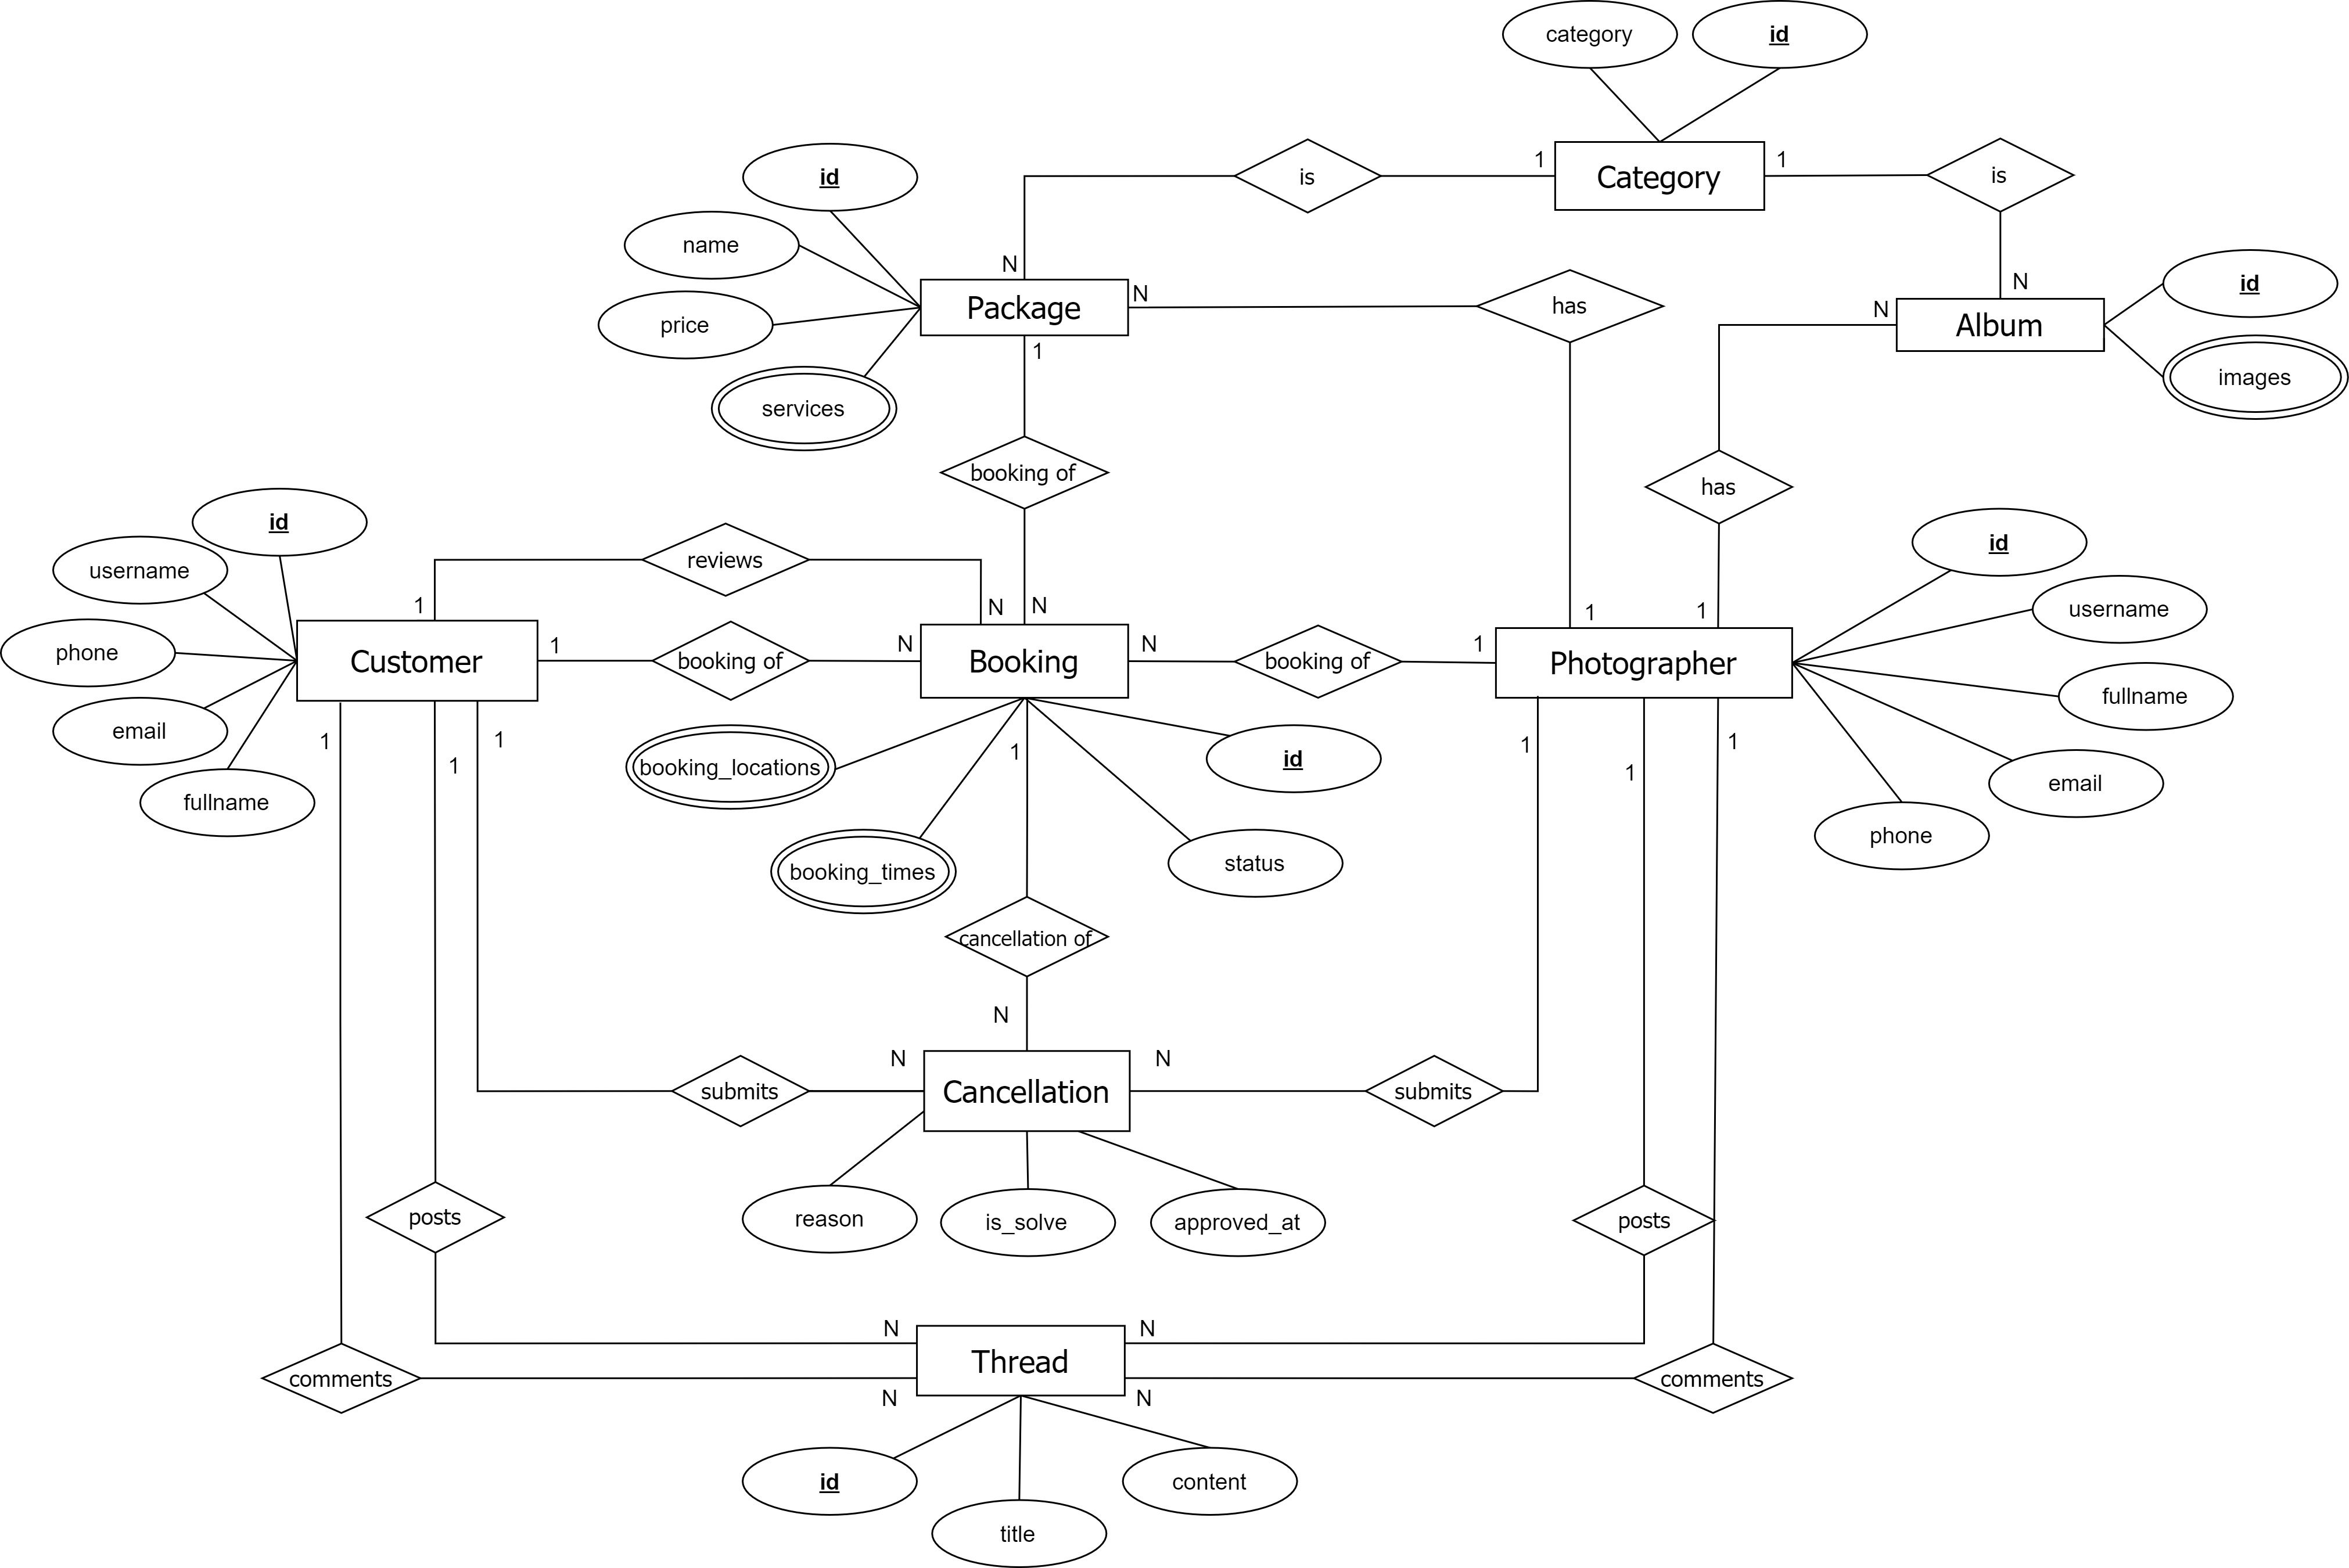 category
id
is
1
Category
1
is
id
name
price
services
N
Package
N
1
has
N
Album
N
id
images
booking of
has
id
username
phone
email
fullname
reviews
1
N
N
1
1
Customer
1
booking of
N
Booking
N
booking of
1
Photographer
id
username
fullname
email
phone
1
1
1
booking_locations
booking_times
1
id
status
1
1
1
cancellation of
N
N
N
submits
Cancellation
submits
reason
is_solve
approved_at
posts
posts
N
N
Thread
comments
comments
N
N
id
title
content